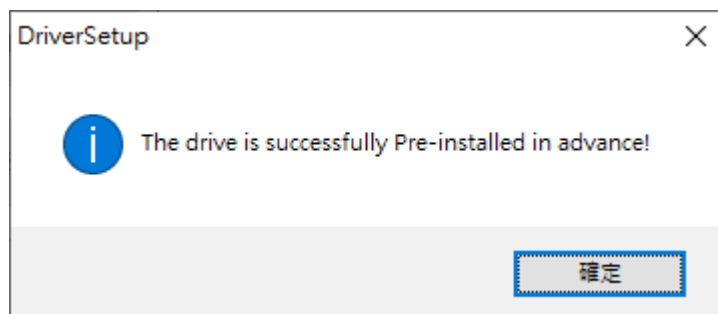 DriverSetup
The drive is successfully Pre-installed in advance!
確定